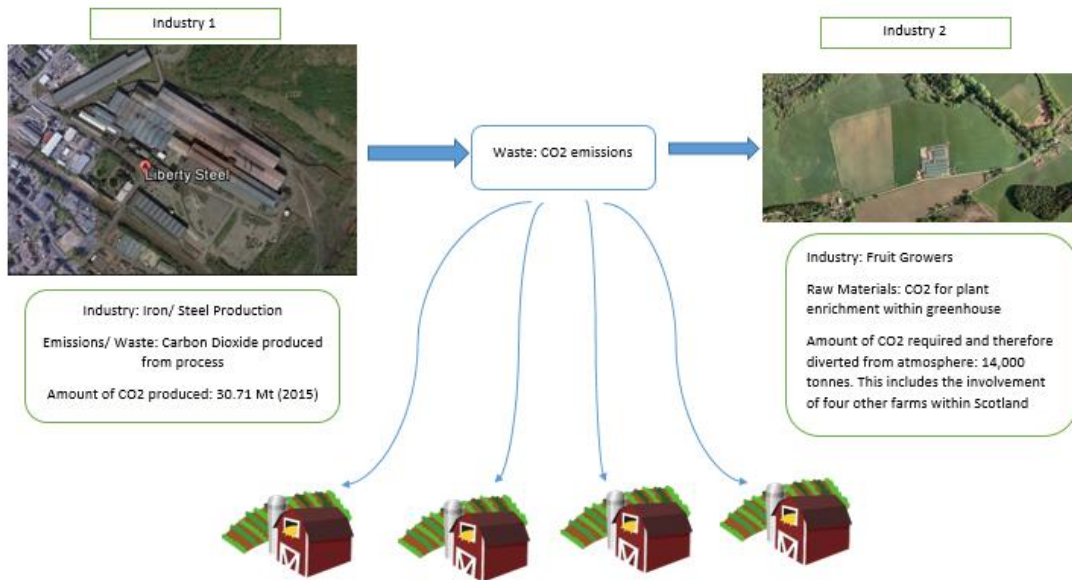 Industry 1
Industry 2
Liberty Steel
Waste: CO2 emissions
Industry: Iron/ Steel Production
Emissions/ Waste: Carbon Dioxide produced
from process
Amount of CO2 produced: 30.71 Mt (2015)
Industry: Fruit Growers
Raw Materials: CO2 for plant
enrichment within greenhouse
Amount of CO2 required and therefore
diverted from atmosphere: 14,000
tonnes. This includes the involvement
of four other farms within Scotland